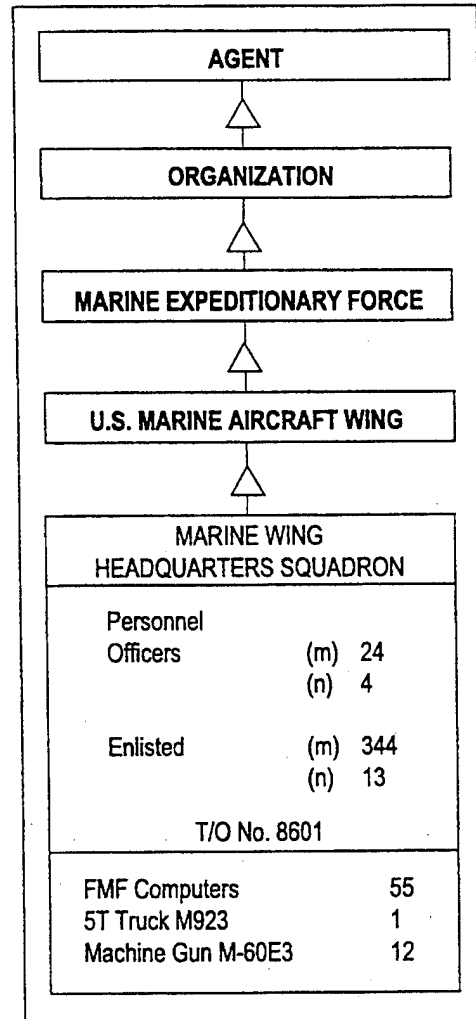 AGENT
ORGANIZATION
MARINE EXPEDITIONARY FORCE
U.S. MARINE AIRCRAFT WING
MARINE WING
HEADQUARTERS SQUADRON
Personnel
Officers (m) 24
(n) 4
Enlisted (m) 344
(n) 13
T/O No. 8601
FMF Computers 55
5T Truck M923 1
Machine Gun M-60E3 12